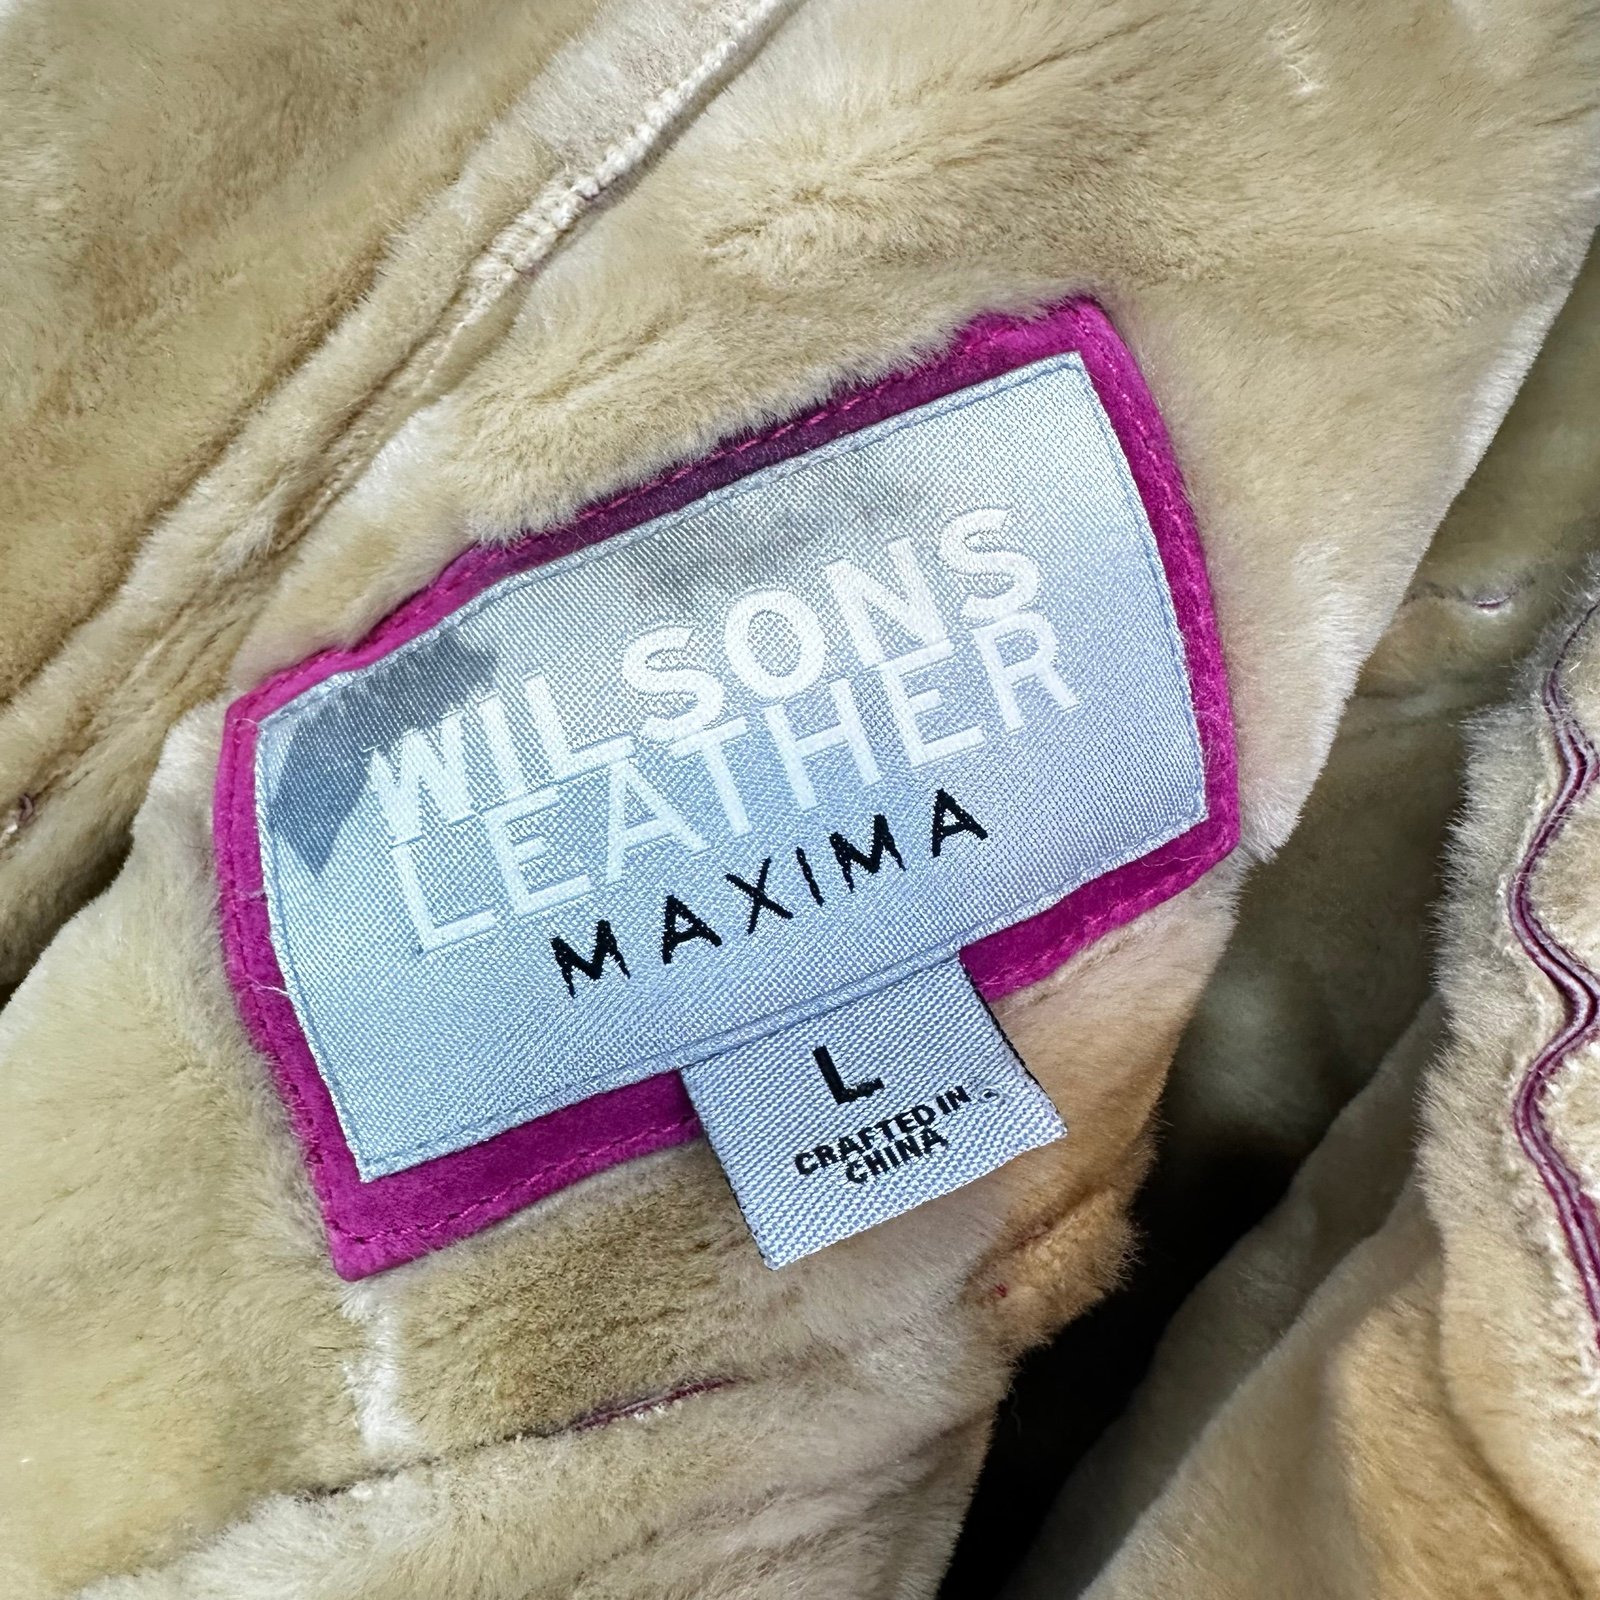 WILSONS
LEATHER
MAXIMA
L
CRAFTED IN
CHINA